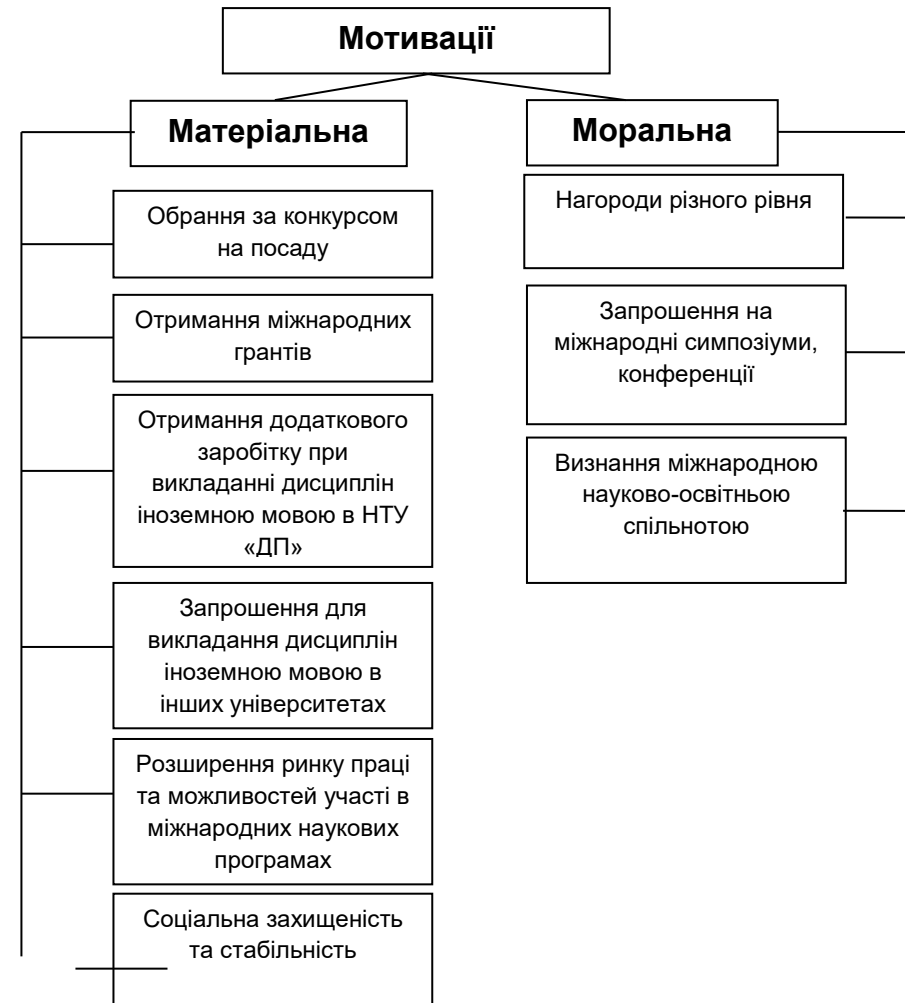 Мотивації
Матеріальна
Обрання за конкурсом
на посаду
Отримання міжнародних
грантів
Отримання додаткового
заробітку при
викладанні дисциплін
іноземною мовою в НТУ
«ДП»
Запрошення для
викладання дисциплін
іноземною мовою в
інших університетах
Розширення ринку праці
та можливостей участі в
міжнародних наукових
програмах
Соціальна захищеність
та стабільність
Моральна
Нагороди різного рівня
Запрошення на
міжнародні симпозіуми,
конференції
Визнання міжнародною
науково-освітньою
спільнотою